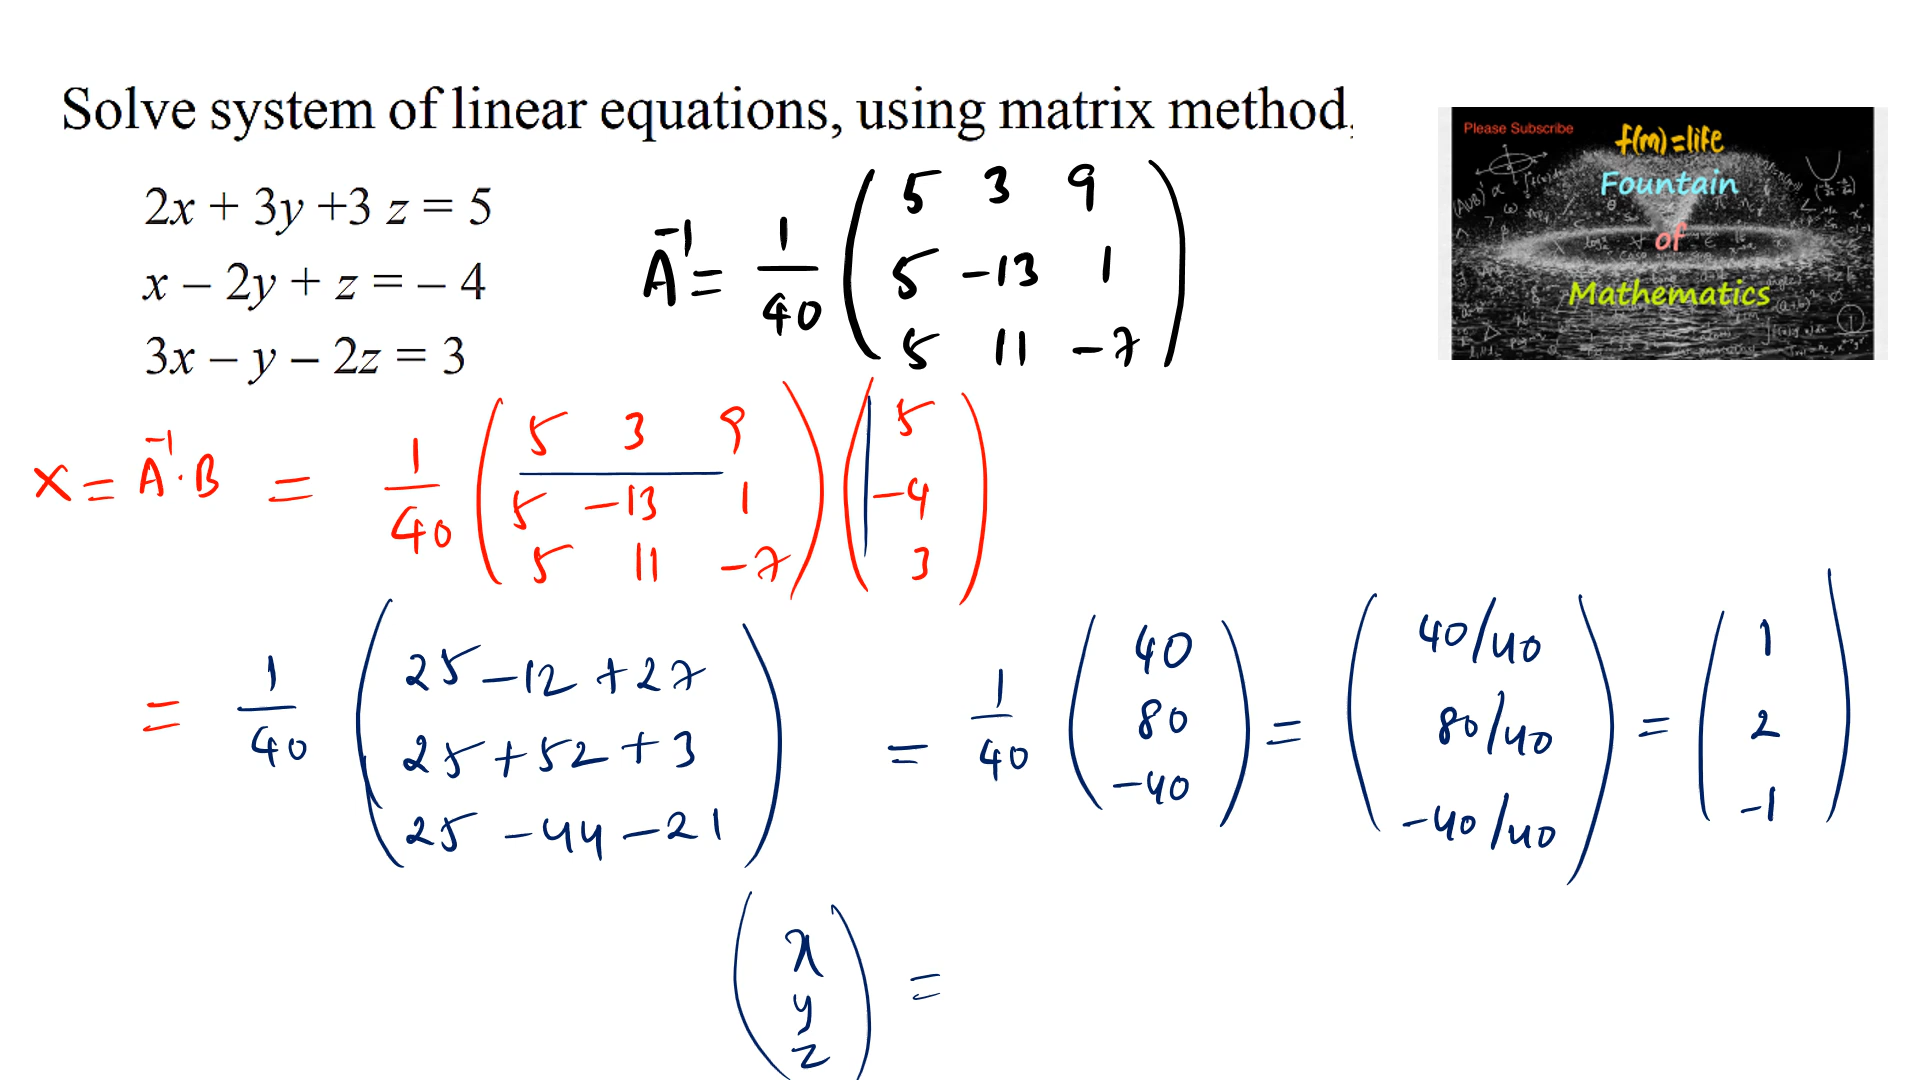 Solve system of linear equations, using matrix method,
2x + 3y +3 z = 5
x – 2y + z = – 4
3x – y – 2z = 3
A⁻¹ = 1/40 ( 5 3 9
5 -13 1
5 11 -7 )
Please Subscribe
f(m)=life
Fountain
of
Mathematics
X = A⁻¹·B = 1/40 ( 5 3 9
5 -13 1
5 11 -7 ) ( 5
-4
3 )
= 1/40 ( 25 -12 +27
25 +52 +3
25 -44 -21 ) = 1/40 ( 40
80
-40 ) = ( 40/40
80/40
-40/40 ) = ( 1
2
-1 )
( x
y
z ) =